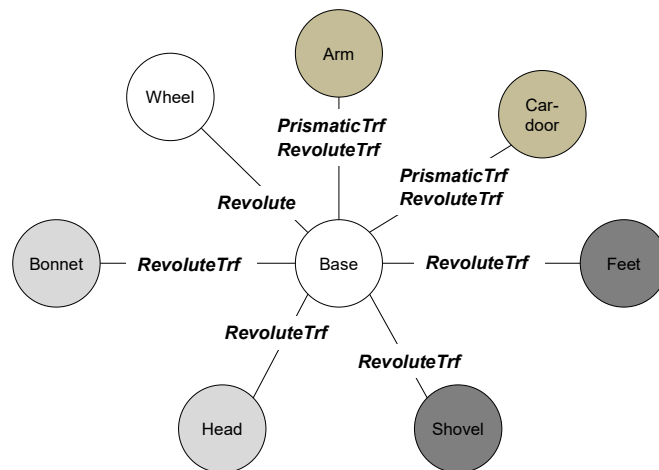 Arm
Wheel
Car-
door
PrismaticTrf
RevoluteTrf
PrismaticTrf
RevoluteTrf
Revolute
Bonnet
RevoluteTrf
Base
RevoluteTrf
Feet
RevoluteTrf
RevoluteTrf
Head
Shovel